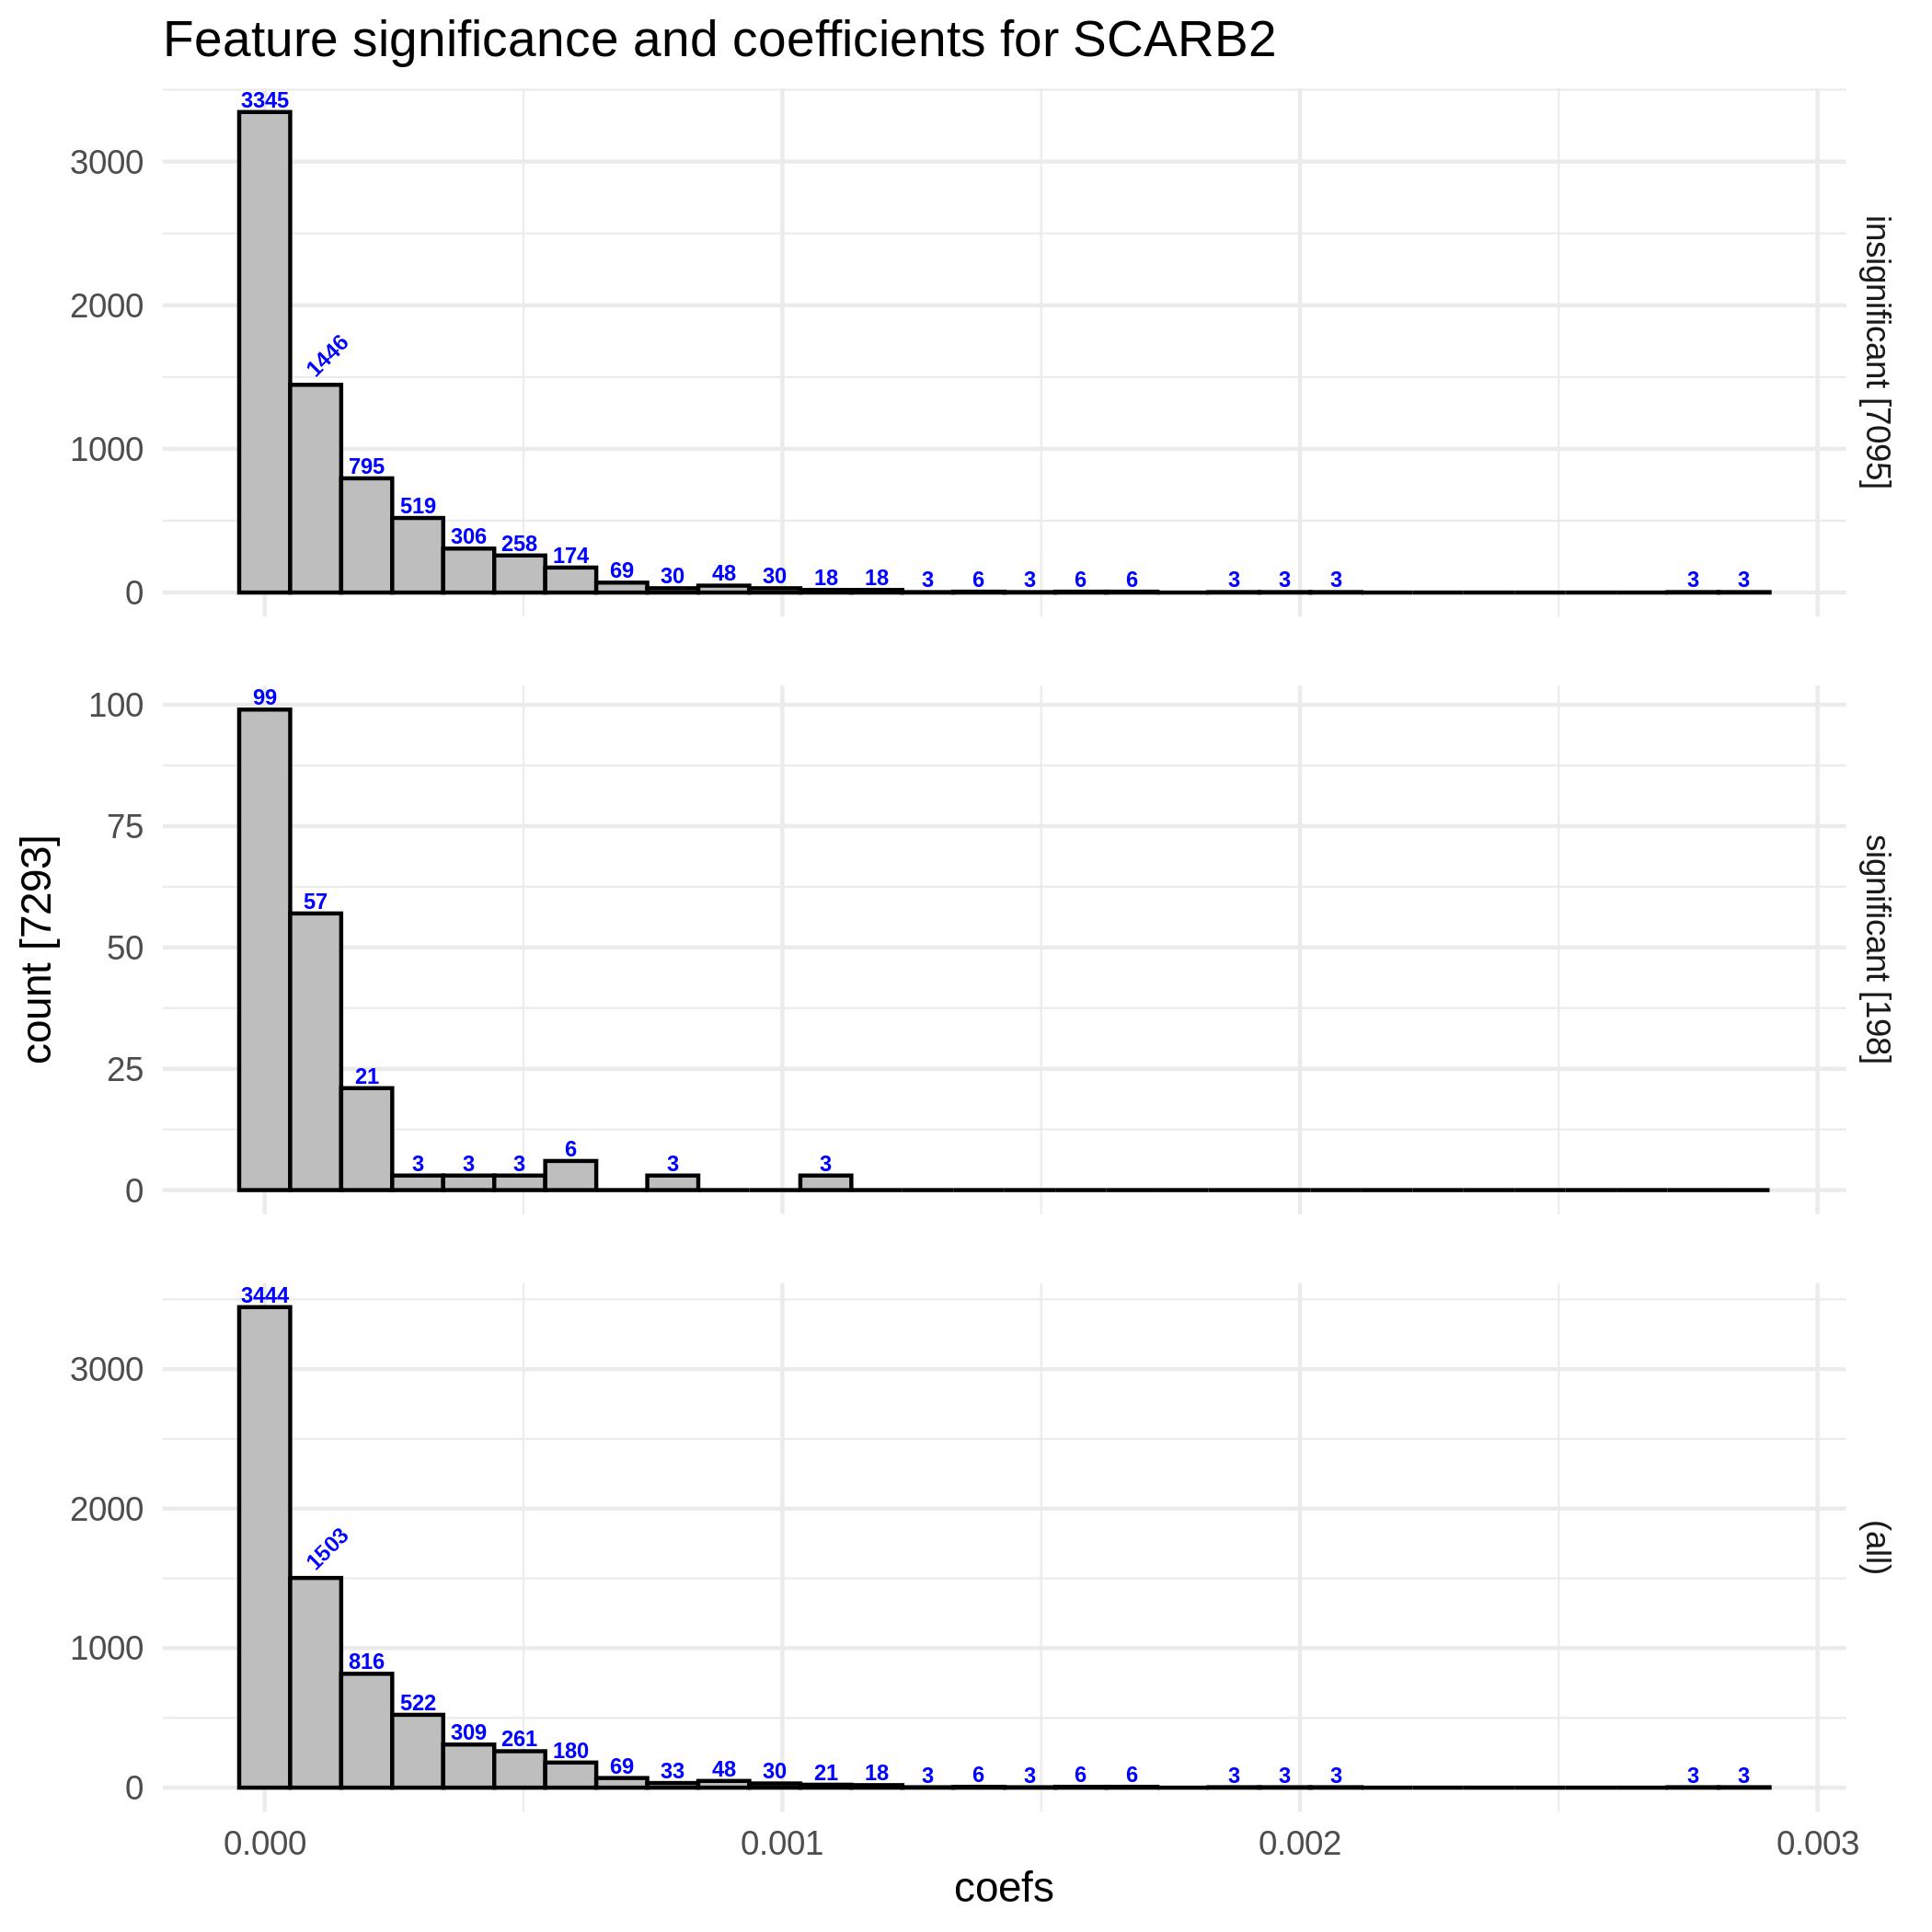 Feature significance and coefficients for SCARB2
3345
3000
2000
1446
1000
795
519
306 258 174 69 30 48 30 18 18 3 6 3 6 6 3 3 3 3 3
0
insignificant [7095]
99
100
75
57
50
25
21
3 3 3 6 3 3
0
significant [198]
count [7293]
3444
3000
2000
1503
1000
816
522
309 261 180 69 33 48 30 21 18 3 6 3 6 6 3 3 3 3 3
0
(all)
0.000 0.001 0.002 0.003
coefs